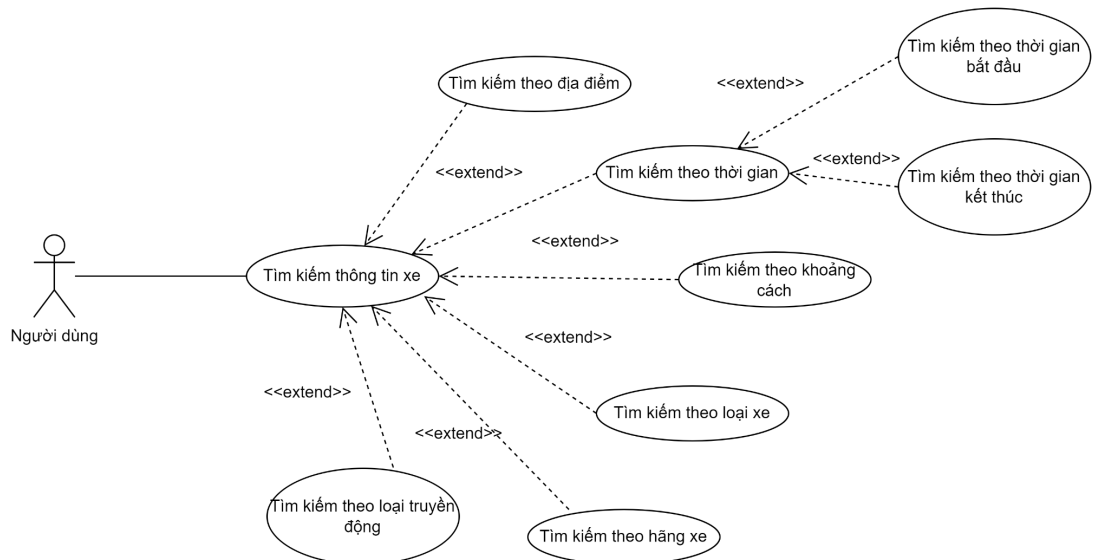 Tìm kiếm theo thời gian
bắt đầu
Tìm kiếm theo địa điểm
<<extend>>
<<extend>>
<<extend>>
Tìm kiếm theo thời gian
Tìm kiếm theo thời gian
kết thúc
<<extend>>
Tìm kiếm thông tin xe
Tìm kiếm theo khoảng
cách
Người dùng
<<extend>>
<<extend>>
Tìm kiếm theo loại xe
<<extend>>
Tìm kiếm theo loại truyền
động
Tìm kiếm theo hãng xe